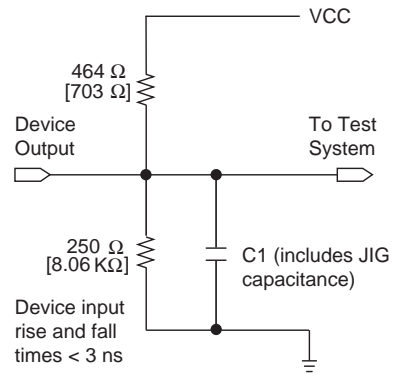 VCC
464 Ω
[703 Ω]
Device
Output
To Test
System
250 Ω
[8.06 KΩ]
C1 (includes JIG
capacitance)
Device input
rise and fall
times < 3 ns